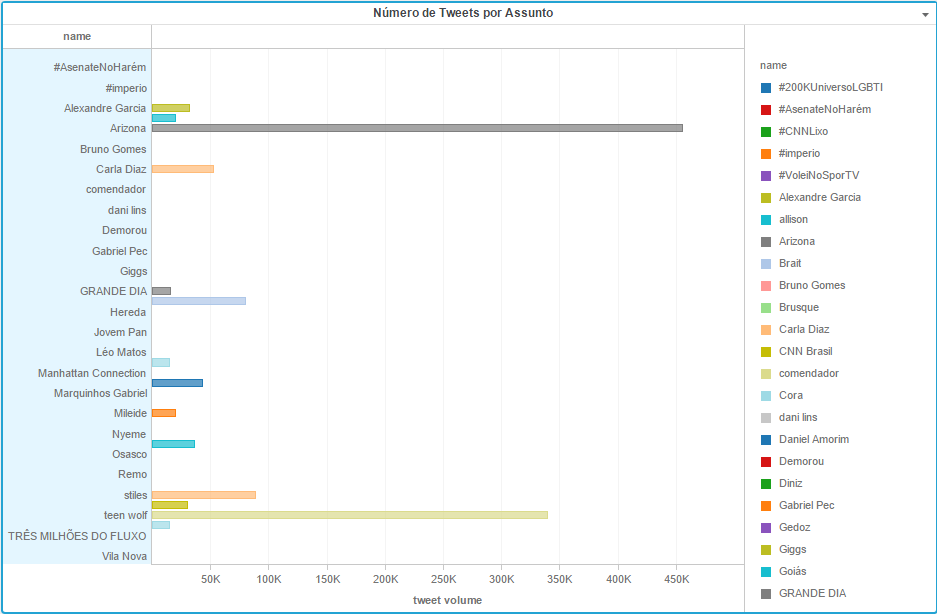 Número de Tweets por Assunto
name
#AsenateNoHarém
#imperio
Alexandre Garcia
Arizona
Bruno Gomes
Carla Diaz
comendador
dani lins
Demorou
Gabriel Pec
Giggs
GRANDE DIA
Hereda
Jovem Pan
Léo Matos
Manhattan Connection
Marquinhos Gabriel
Mileide
Nyeme
Osasco
Remo
stiles
teen wolf
TRÊS MILHÕES DO FLUXO
Vila Nova
50K 100K 150K 200K 250K 300K 350K 400K 450K
tweet volume
name
#200KUniversoLGBTI
#AsenateNoHarém
#CNNLixo
#imperio
#VoleiNoSporTV
Alexandre Garcia
allison
Arizona
Brait
Bruno Gomes
Brusque
Carla Diaz
CNN Brasil
comendador
Cora
dani lins
Daniel Amorim
Demorou
Diniz
Gabriel Pec
Gedoz
Giggs
Goiás
GRANDE DIA